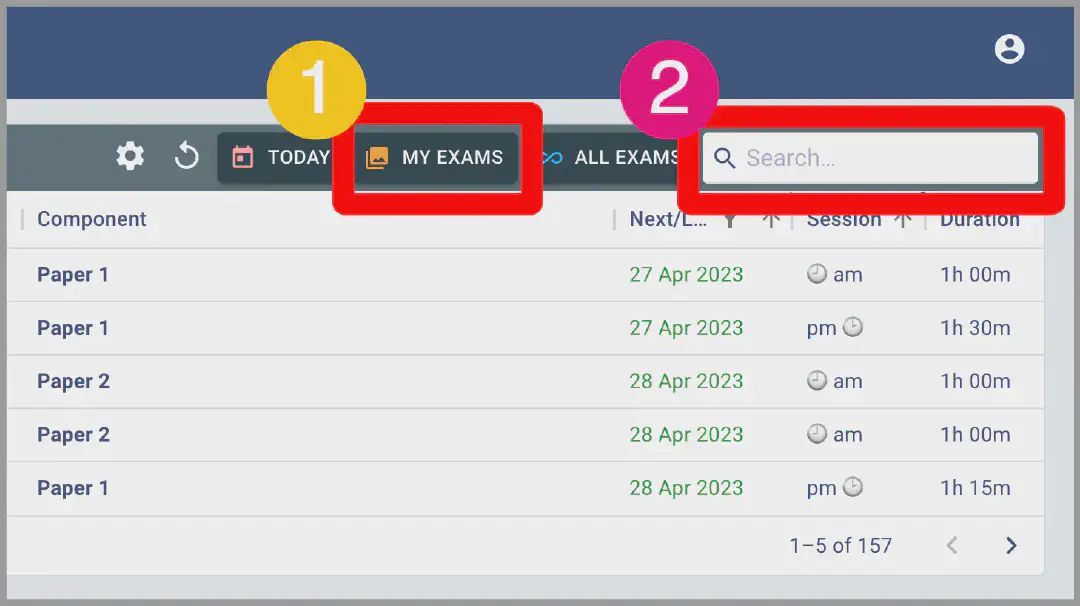 1
2
TODAY MY EXAMS ALL EXAMS Search...
Component Next/L... Session Duration
Paper 1 27 Apr 2023 am 1h 00m
Paper 1 27 Apr 2023 pm 1h 30m
Paper 2 28 Apr 2023 am 1h 00m
Paper 2 28 Apr 2023 am 1h 00m
Paper 1 28 Apr 2023 pm 1h 15m
1–5 of 157